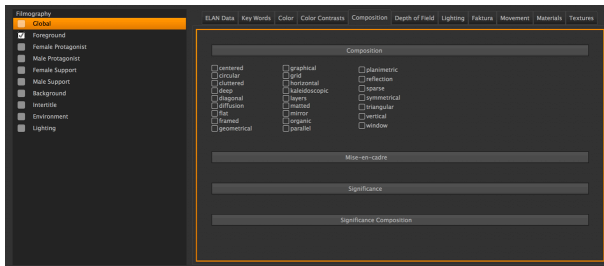 Filmography
Global
Foreground
Female Protagonist
Male Protagonist
Female Support
Male Support
Background
Intertitle
Environment
Lighting
ELAN Data Key Words Color Color Contrasts Composition Depth of Field Lighting Faktura Movement Materials Textures
Composition
centered
circular
cluttered
deep
diagonal
diffusion
flat
framed
geometrical
graphical
grid
horizontal
kaleidoscopic
layers
matted
mirror
organic
parallel
planimetric
reflection
sparse
symmetrical
triangular
vertical
window
Mise-en-cadre
Significance
Significance Composition